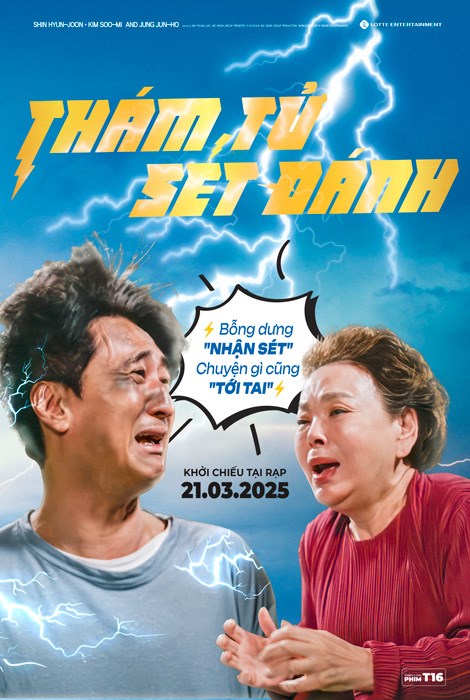 SHIN HYUN-JOON • KIM SOO-MI AND JUNG JUN-HO
LOTTE ENTERTAINMENT
THÁM TỬ
SÉT ĐÁNH
Bỗng dưng
"NHẬN SÉT"
Chuyện gì cũng
"TỚI TAI"
KHỞI CHIẾU TẠI RẠP
21.03.2025
PHIM T16